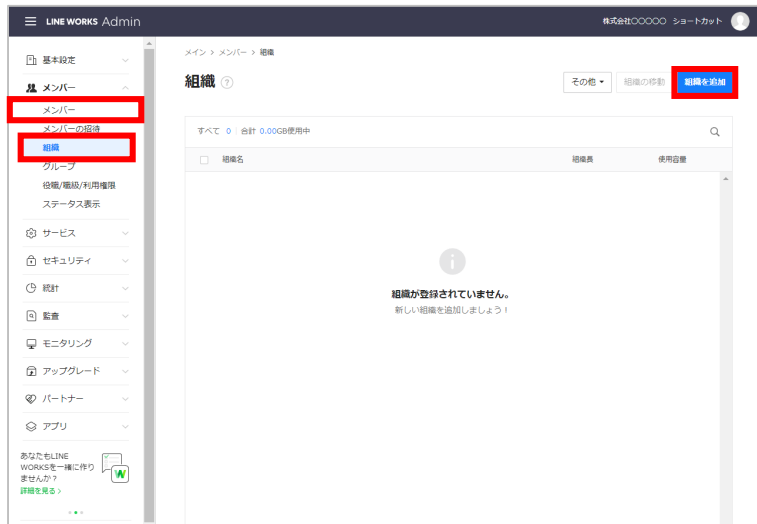 LINE WORKS Admin
株式会社〇〇〇〇〇 ショートカット
基本設定
メンバー
メンバー
メンバーの招待
組織
グループ
役職/職級/利用権限
ステータス表示
サービス
セキュリティ
統計
監査
モニタリング
アップグレード
パートナー
アプリ
あなたもLINE
WORKSを一緒に作り
ませんか?
詳細を見る >
W
メイン > メンバー > 組織
組織 ?
その他 組織の移動 組織を追加
すべて 0 合計 0.00GB使用中
組織名 組織長 使用容量
組織が登録されていません。
新しい組織を追加しましょう!